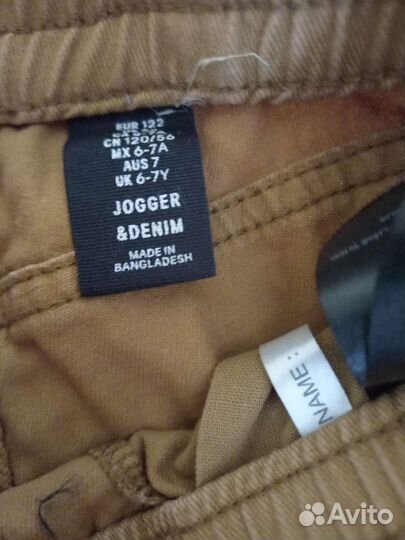 EUR 122
CN 120/56
MX 6-7A
AUS 7
UK 6-7Y
JOGGER
&DENIM
MADE IN
BANGLADESH
NAME:
Avito